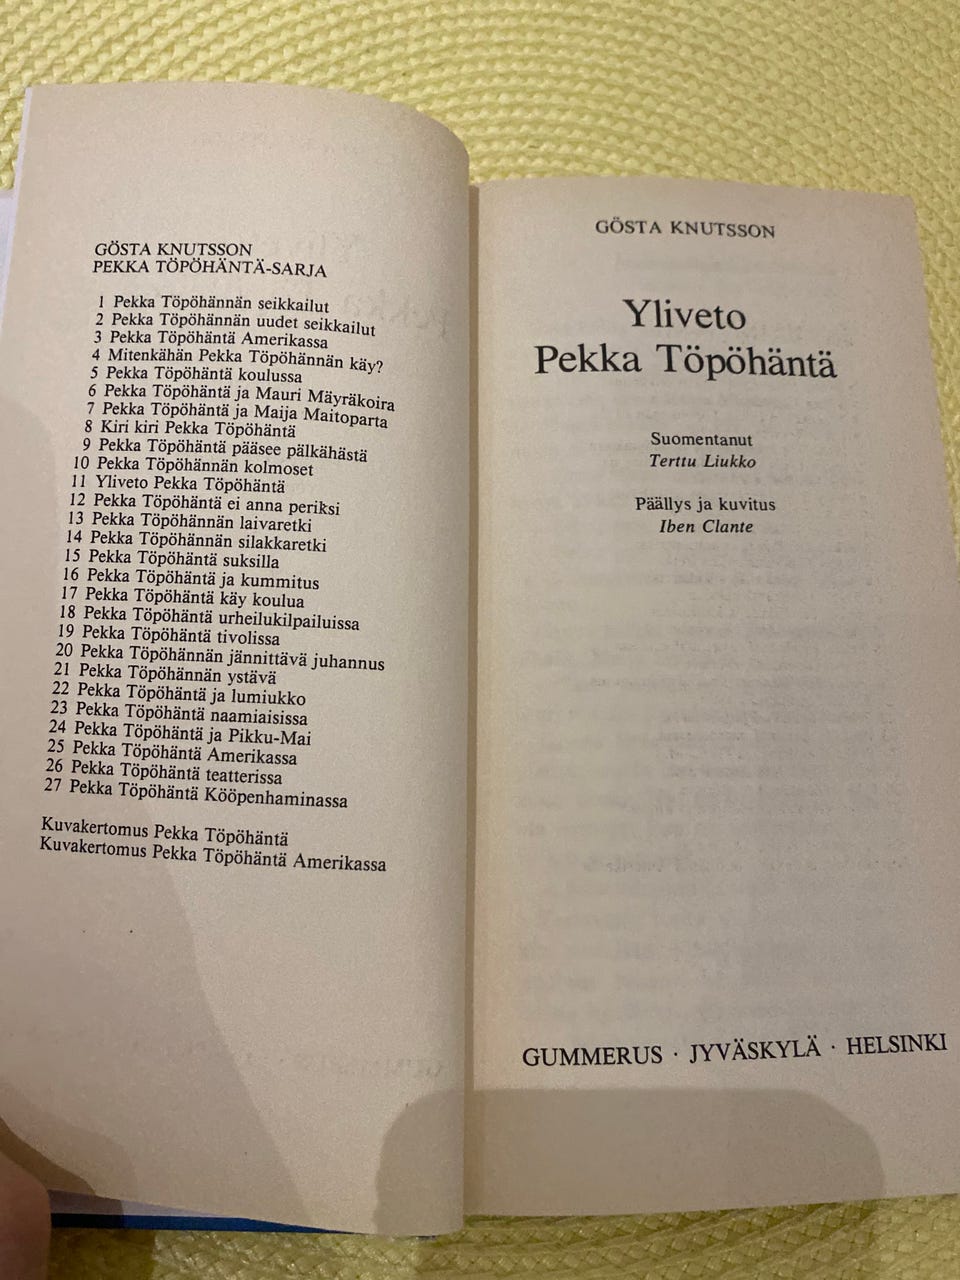 GÖSTA KNUTSSON
PEKKA TÖPÖHÄNTÄ-SARJA
1 Pekka Töpöhännän seikkailut
2 Pekka Töpöhännän uudet seikkailut
3 Pekka Töpöhäntä Amerikassa
4 Mitenkähän Pekka Töpöhännän käy?
5 Pekka Töpöhäntä koulussa
6 Pekka Töpöhäntä ja Mauri Mäyräkoira
7 Pekka Töpöhäntä ja Maija Maitoparta
8 Kiri kiri Pekka Töpöhäntä
9 Pekka Töpöhäntä pääsee pälkähästä
10 Pekka Töpöhännän kolmoset
11 Yliveto Pekka Töpöhäntä
12 Pekka Töpöhäntä ei anna periksi
13 Pekka Töpöhännän laivaretki
14 Pekka Töpöhännän silakkaretki
15 Pekka Töpöhäntä suksilla
16 Pekka Töpöhäntä ja kummitus
17 Pekka Töpöhäntä käy koulua
18 Pekka Töpöhäntä urheilukilpailuissa
19 Pekka Töpöhäntä tivolissa
20 Pekka Töpöhännän jännittävä juhannus
21 Pekka Töpöhännän ystävä
22 Pekka Töpöhäntä ja lumiukko
23 Pekka Töpöhäntä naamiaisissa
24 Pekka Töpöhäntä ja Pikku-Mai
25 Pekka Töpöhäntä Amerikassa
26 Pekka Töpöhäntä teatterissa
27 Pekka Töpöhäntä Kööpenhaminassa
Kuvakertomus Pekka Töpöhäntä
Kuvakertomus Pekka Töpöhäntä Amerikassa
GÖSTA KNUTSSON
Yliveto
Pekka Töpöhäntä
Suomentanut
Terttu Liukko
Päällys ja kuvitus
Iben Clante
GUMMERUS · JYVÄSKYLÄ · HELSINKI